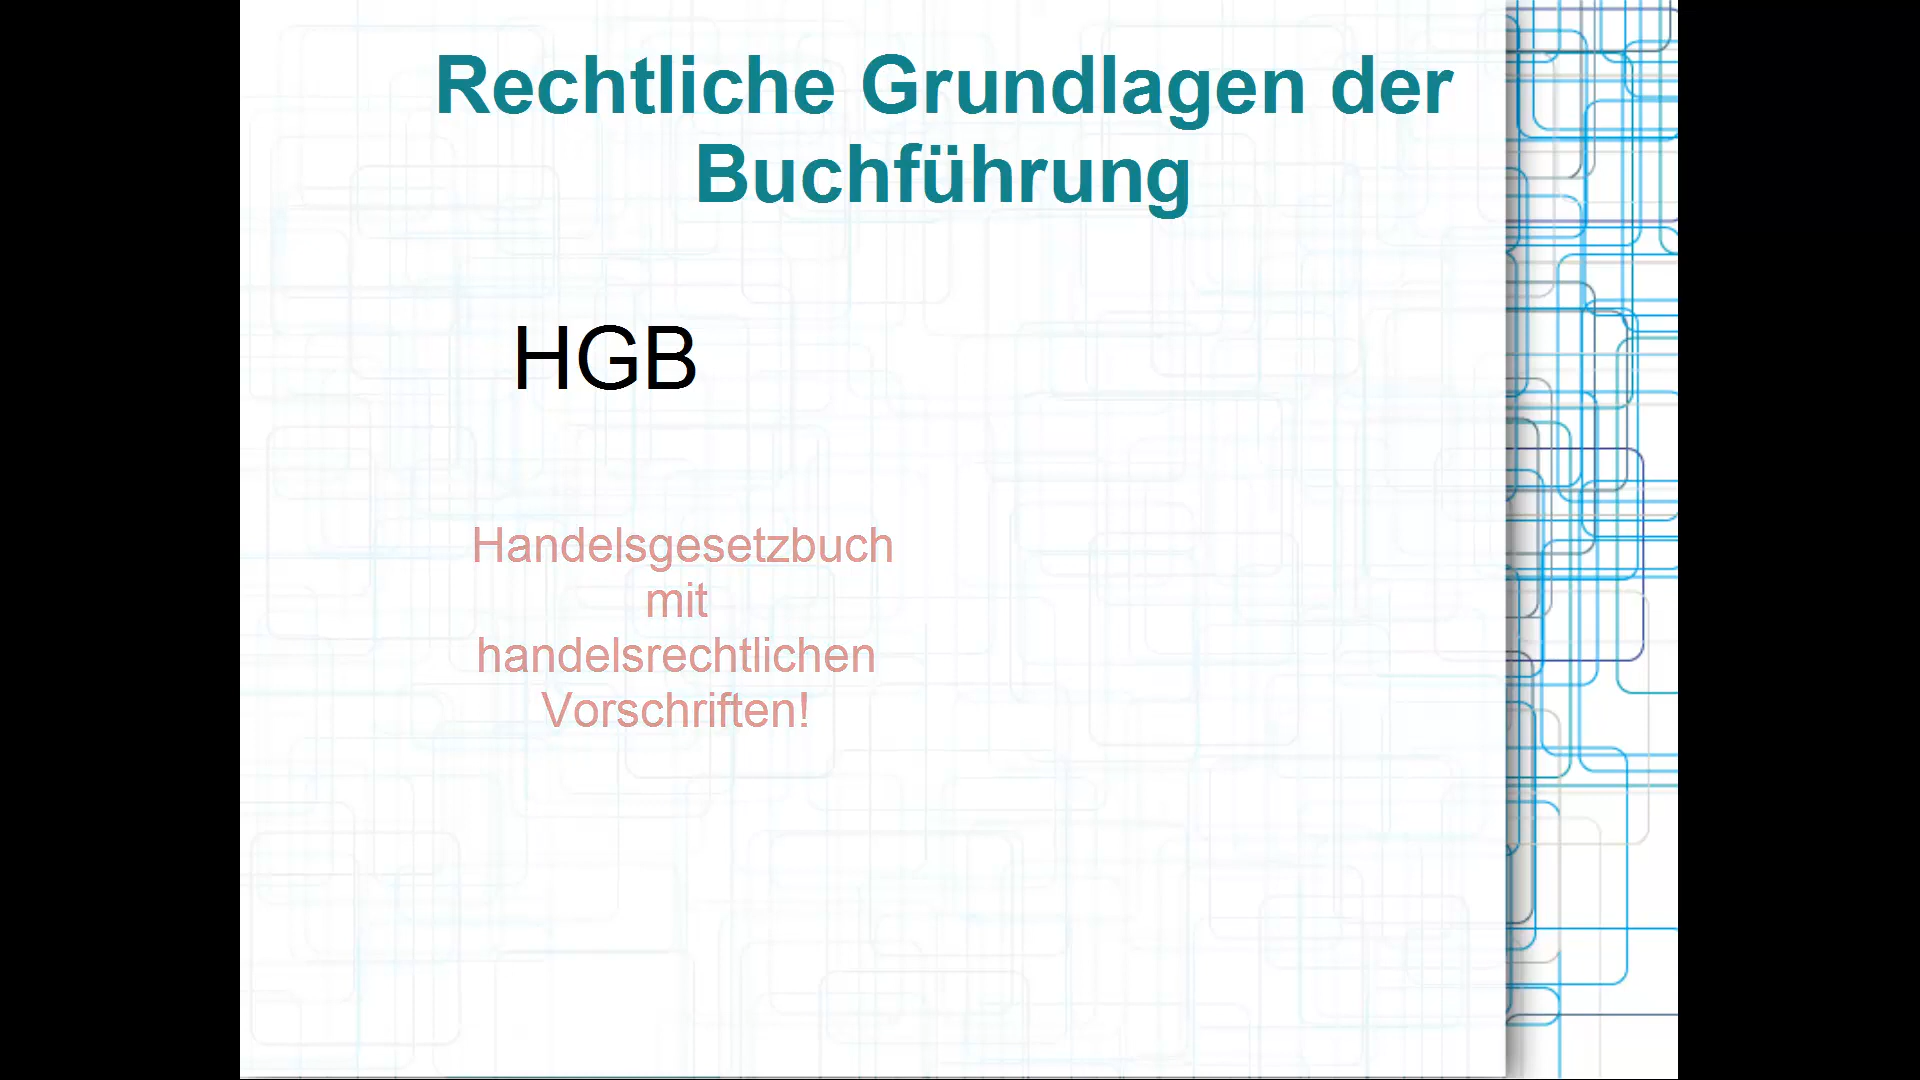 Rechtliche Grundlagen der
Buchführung
HGB
Handelsgesetzbuch
mit
handelsrechtlichen
Vorschriften!